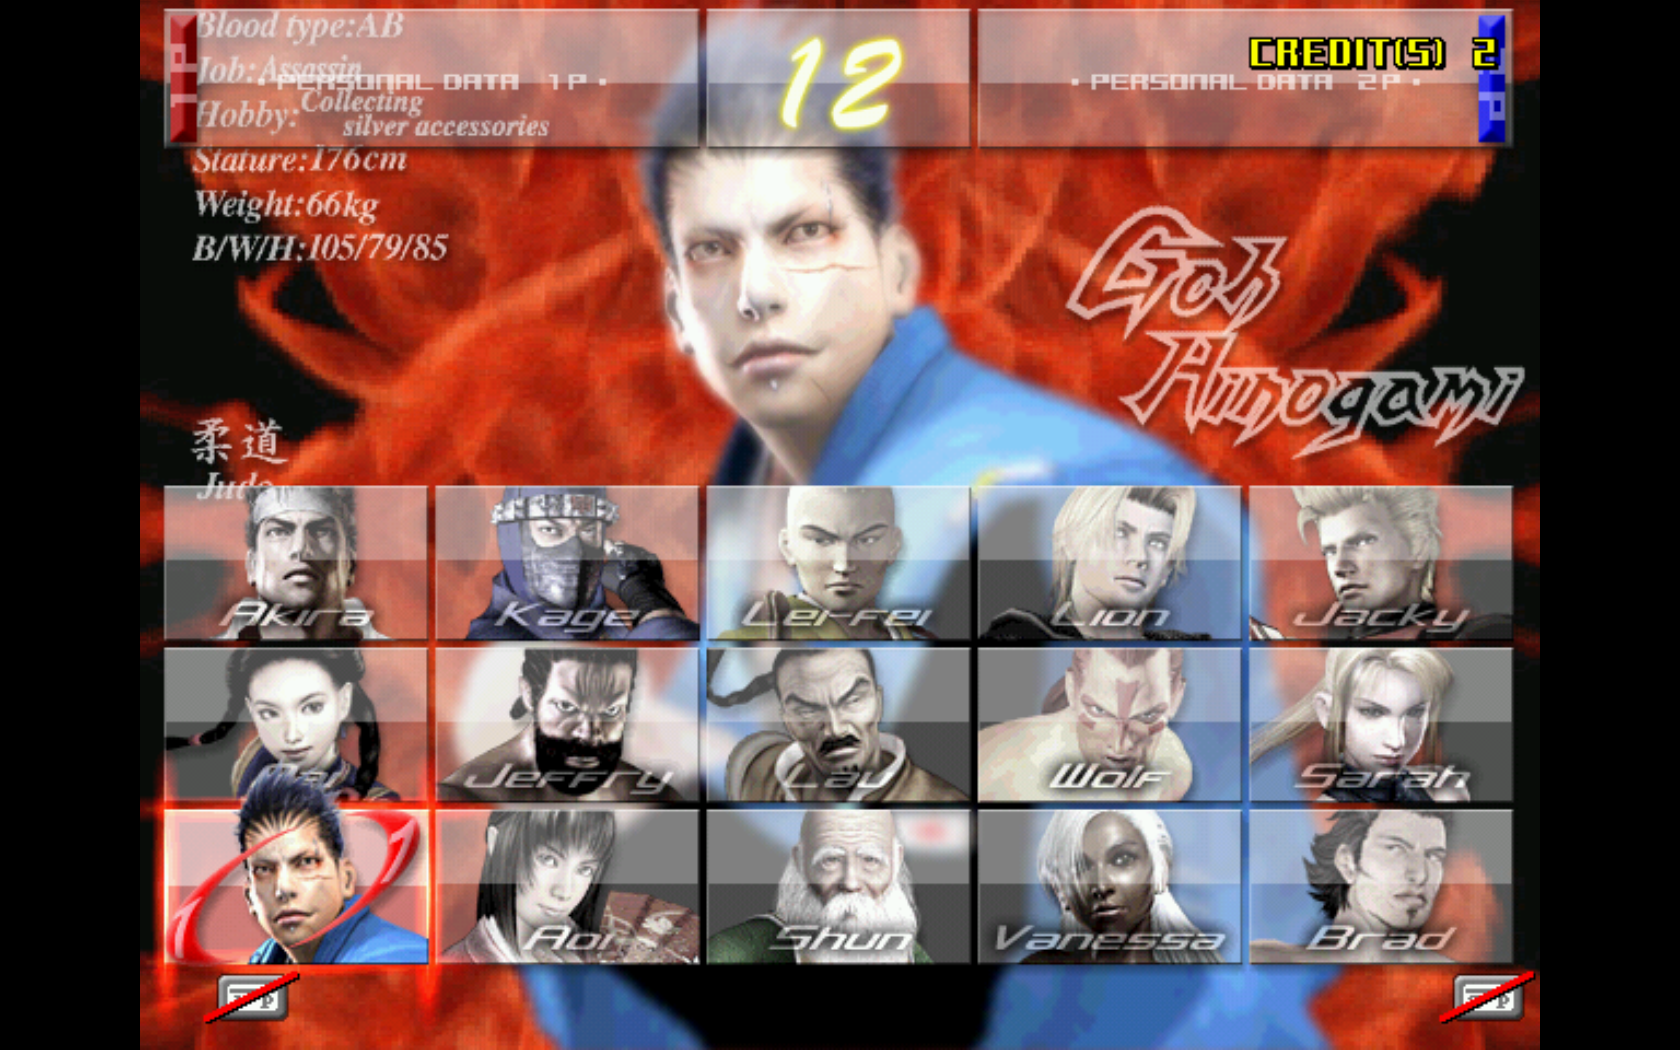 Blood type:AB
CREDIT(S) 2
Job:Assassin
· PERSONAL DATA 1P ·
12
· PERSONAL DATA 2P ·
Hobby:Collecting
silver accessories
Stature:176cm
Weight:66kg
B/W/H:105/79/85
Goh
Hinogami
柔道
Judo
Akira
Kage
Lei-Fei
Lion
Jacky
Jeffry
Lau
Wolf
Sarah
Aoi
Shun
Vanessa
Brad